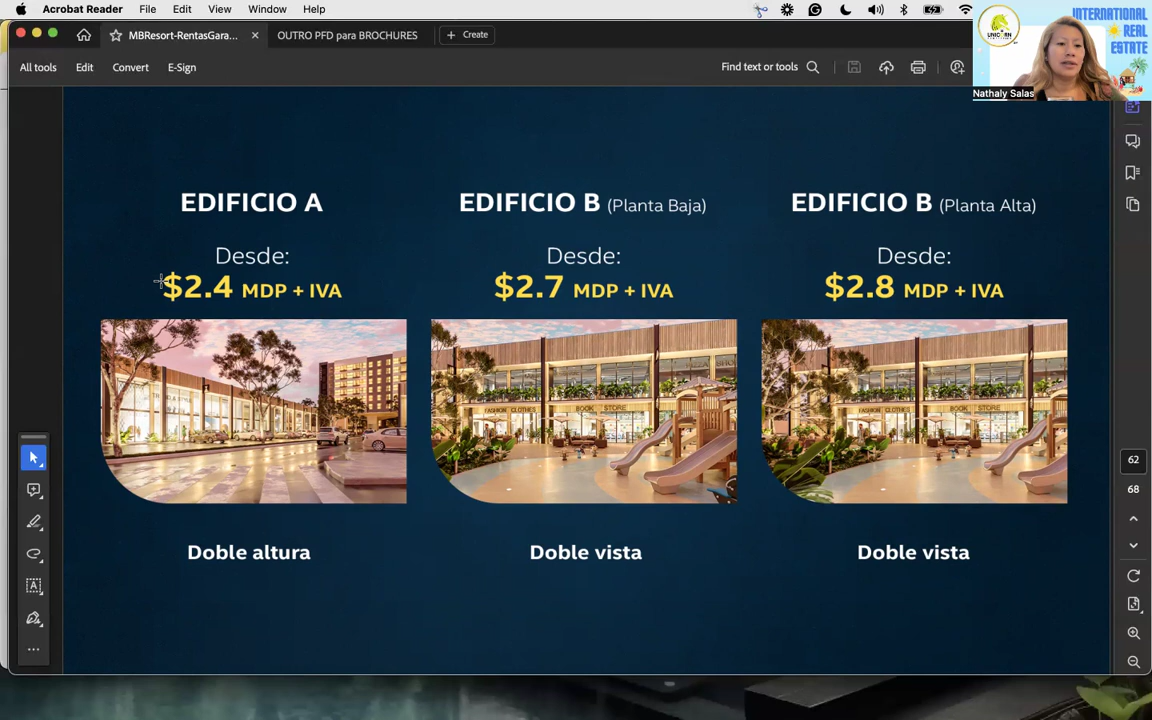 Acrobat Reader File Edit View Window Help
MBResort-RentasGara... OUTRO PFD para BROCHURES Create
All tools Edit Convert E-Sign Find text or tools
INTERNATIONAL
REAL
ESTATE
UNICORN
Nathaly Salas
EDIFICIO A
Desde:
$2.4 MDP + IVA
Doble altura
EDIFICIO B (Planta Baja)
Desde:
$2.7 MDP + IVA
FASHION CLOTHES BOOK STORE
Doble vista
EDIFICIO B (Planta Alta)
Desde:
$2.8 MDP + IVA
FASHION CLOTHES BOOK STORE
Doble vista
62
68